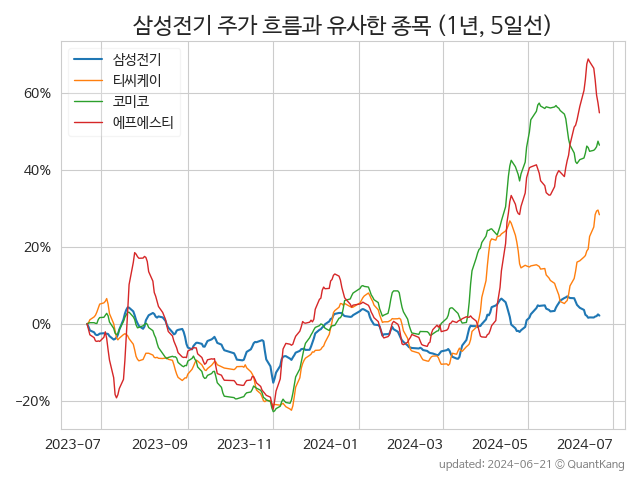 삼성전기 주가 흐름과 유사한 종목 (1년, 5일선)
삼성전기
티씨케이
코미코
에프에스티
60%
40%
20%
0%
−20%
2023-07
2023-09
2023-11
2024-01
2024-03
2024-05
2024-07
updated: 2024-06-21 © QuantKang